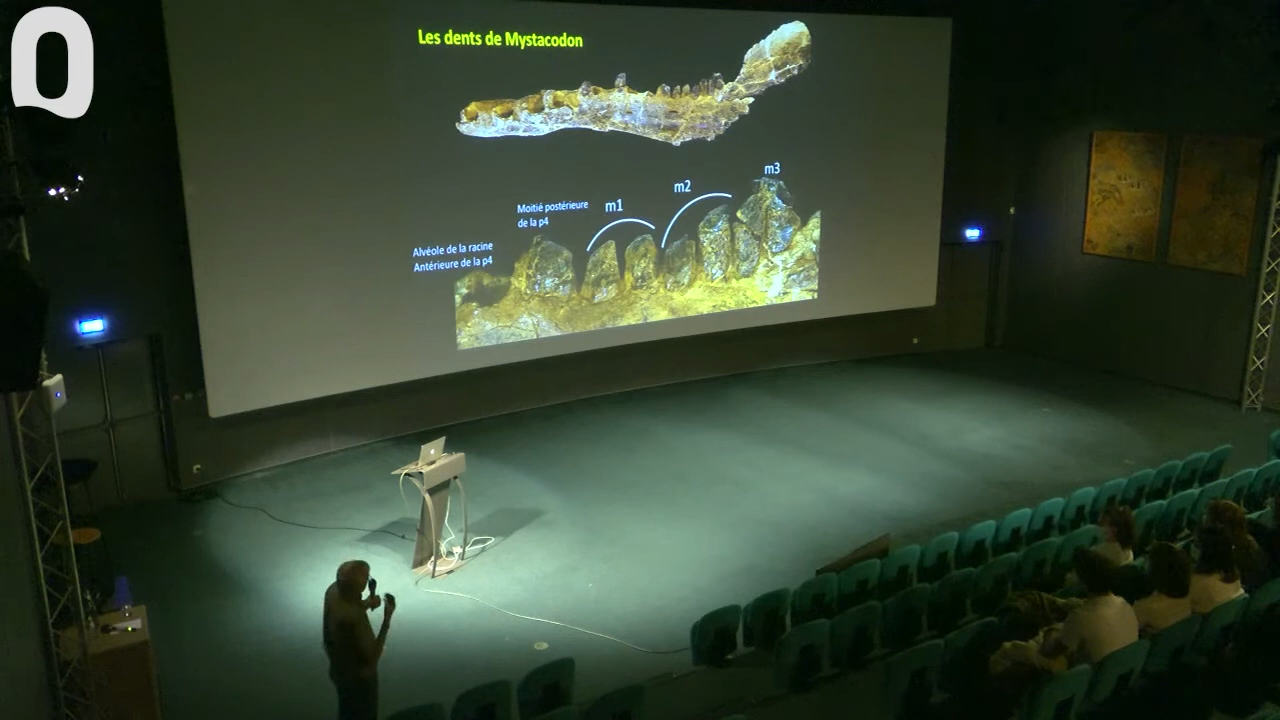 Les dents de Mystacodon
m3
m2
m1
Moitié postérieure
de la p4
Alvéole de la racine
Antérieure de la p4